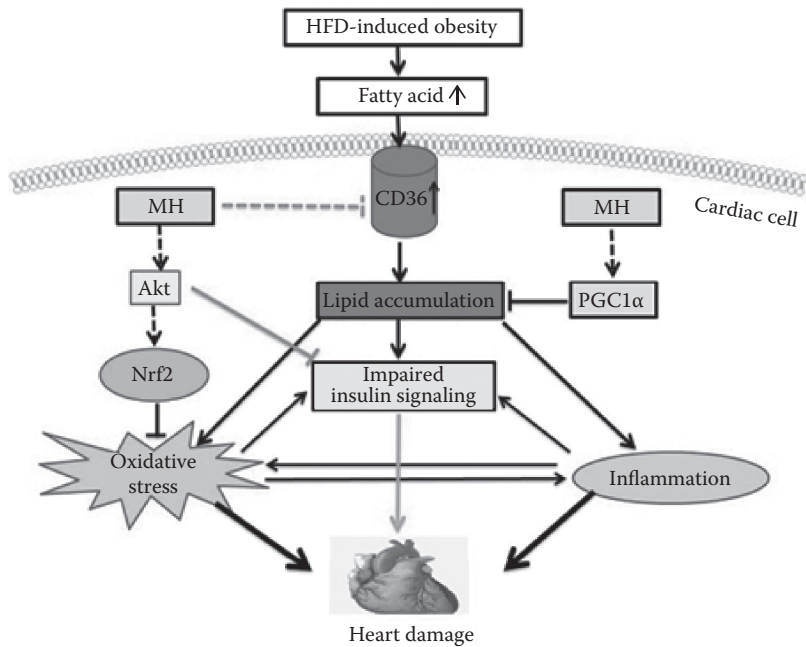 HFD-induced obesity
Fatty acid ↑
CD36↑
Cardiac cell
MH
MH
Akt
Lipid accumulation
PGC1α
Nrf2
Impaired
insulin signaling
Oxidative
stress
Inflammation
Heart damage